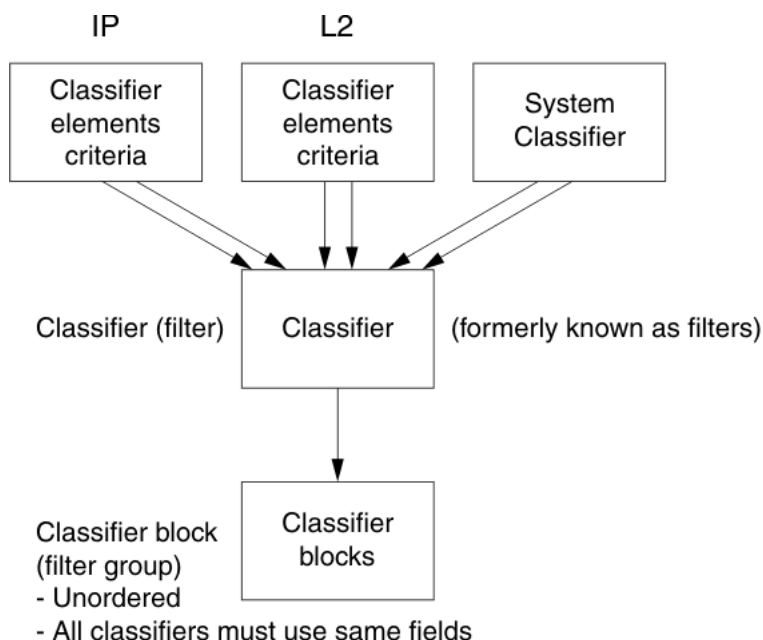 IP
L2
Classifier
elements
criteria
Classifier
elements
criteria
System
Classifier
Classifier (filter)
Classifier
(formerly known as filters)
Classifier block
(filter group)
- Unordered
- All classifiers must use same fields
Classifier
blocks